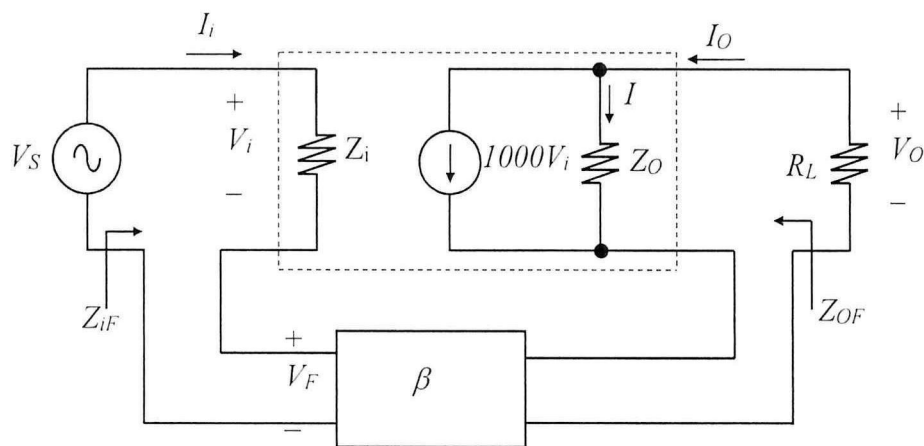 I_i
I_O
+
V_i
−
V_S
Z_i
1000V_i
I
Z_O
R_L
+
V_O
−
Z_iF
Z_OF
+
V_F
−
β